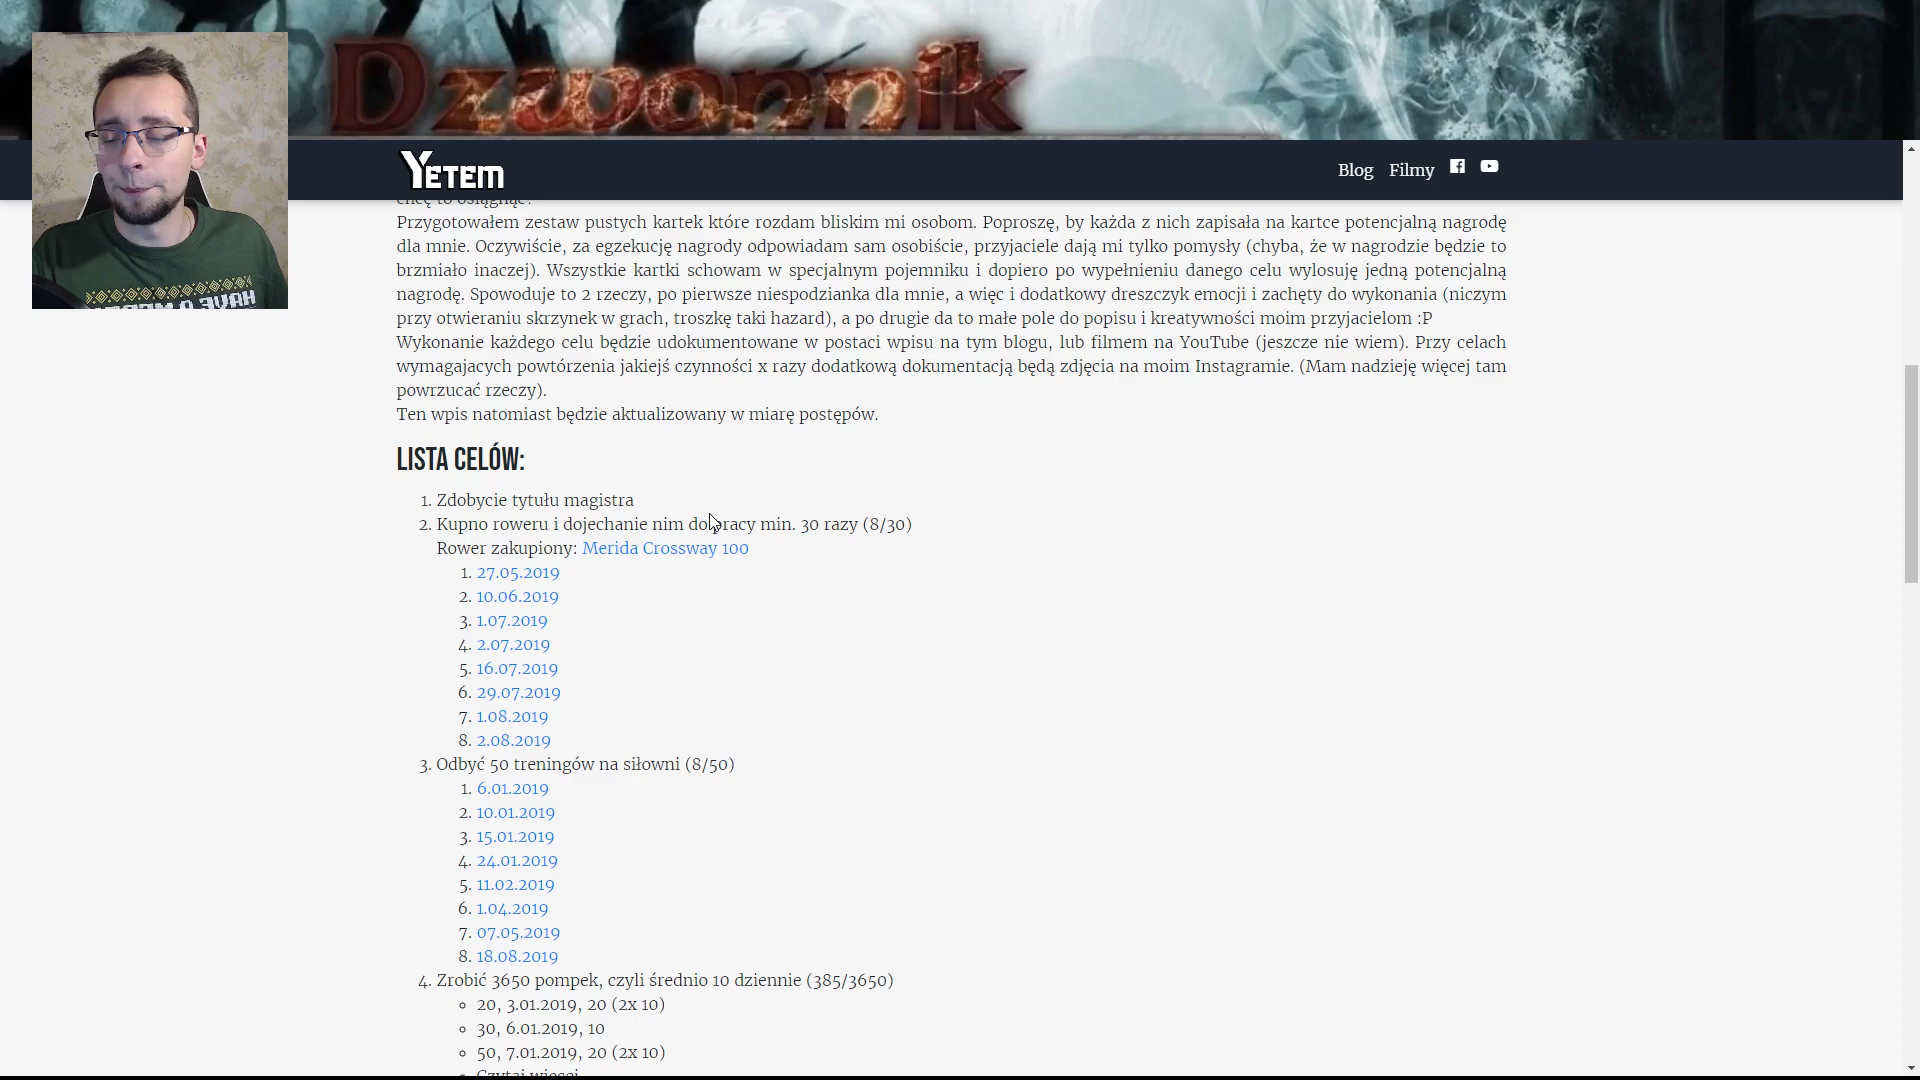 Dzwonnik
YETEM
Blog Filmy
chcę to osiągnąć?
Przygotowałem zestaw pustych kartek które rozdam bliskim mi osobom. Poproszę, by każda z nich zapisała na kartce potencjalną nagrodę
dla mnie. Oczywiście, za egzekucję nagrody odpowiadam sam osobiście, przyjaciele dają mi tylko pomysły (chyba, że w nagrodzie będzie to
brzmiało inaczej). Wszystkie kartki schowam w specjalnym pojemniku i dopiero po wypełnieniu danego celu wylosuję jedną potencjalną
nagrodę. Spowoduje to 2 rzeczy, po pierwsze niespodzianka dla mnie, a więc i dodatkowy dreszczyk emocji i zachęty do wykonania (niczym
przy otwieraniu skrzynek w grach, troszkę taki hazard), a po drugie da to małe pole do popisu i kreatywności moim przyjacielom :P
Wykonanie każdego celu będzie udokumentowane w postaci wpisu na tym blogu, lub filmem na YouTube (jeszcze nie wiem). Przy celach
wymagajacych powtórzenia jakiejś czynności x razy dodatkową dokumentacją będą zdjęcia na moim Instagramie. (Mam nadzieję więcej tam
powrzucać rzeczy).
Ten wpis natomiast będzie aktualizowany w miarę postępów.
LISTA CELÓW:
1. Zdobycie tytułu magistra
2. Kupno roweru i dojechanie nim do pracy min. 30 razy (8/30)
Rower zakupiony: Merida Crossway 100
1. 27.05.2019
2. 10.06.2019
3. 1.07.2019
4. 2.07.2019
5. 16.07.2019
6. 29.07.2019
7. 1.08.2019
8. 2.08.2019
3. Odbyć 50 treningów na siłowni (8/50)
1. 6.01.2019
2. 10.01.2019
3. 15.01.2019
4. 24.01.2019
5. 11.02.2019
6. 1.04.2019
7. 07.05.2019
8. 18.08.2019
4. Zrobić 3650 pompek, czyli średnio 10 dziennie (385/3650)
20, 3.01.2019, 20 (2x 10)
30, 6.01.2019, 10
50, 7.01.2019, 20 (2x 10)
Czytaj więcej